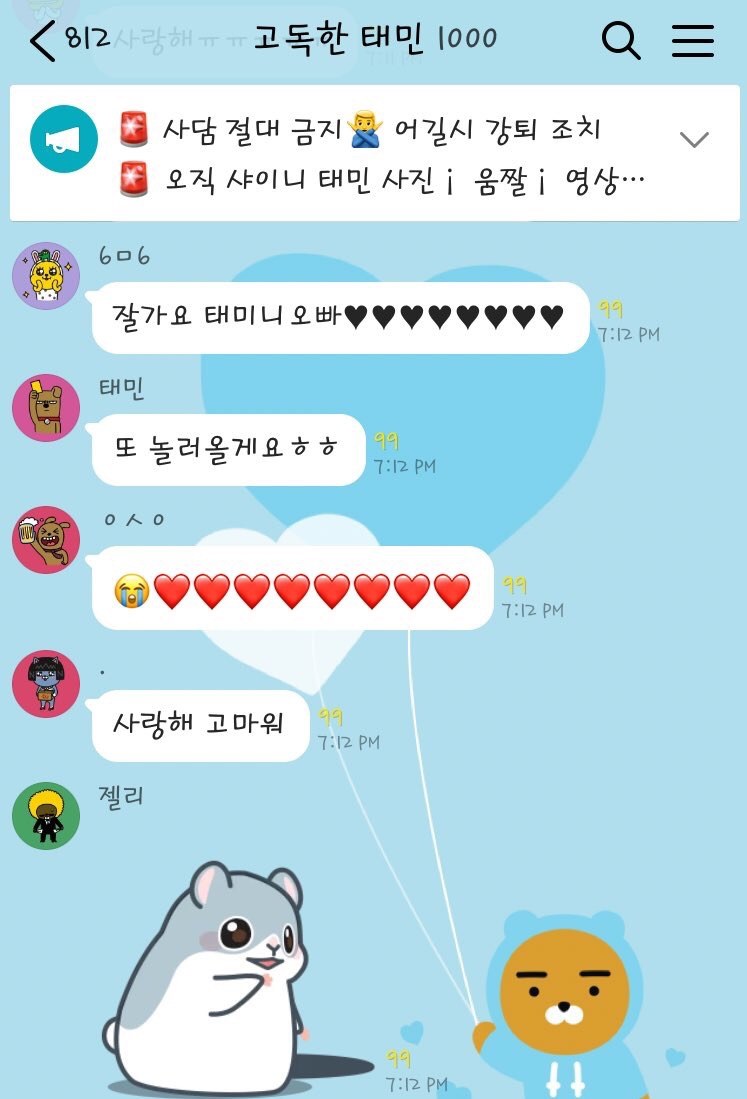 812
고독한 태민 1000
사랑해ㅠㅠ
🚨 사담 절대 금지🙅‍♂️ 어길시 강퇴 조치
🚨 오직 샤이니 태민 사진¡ 움짤¡ 영상…
6ㅁ6
잘가요 태미니오빠♥♥♥♥♥♥♥♥
99
7:12 PM
태민
또 놀러올게요ㅎㅎ
99
7:12 PM
ㅇㅅㅇ
😭❤️❤️❤️❤️❤️❤️❤️❤️
99
7:12 PM
.
사랑해 고마워
99
7:12 PM
젤리
99
7:12 PM